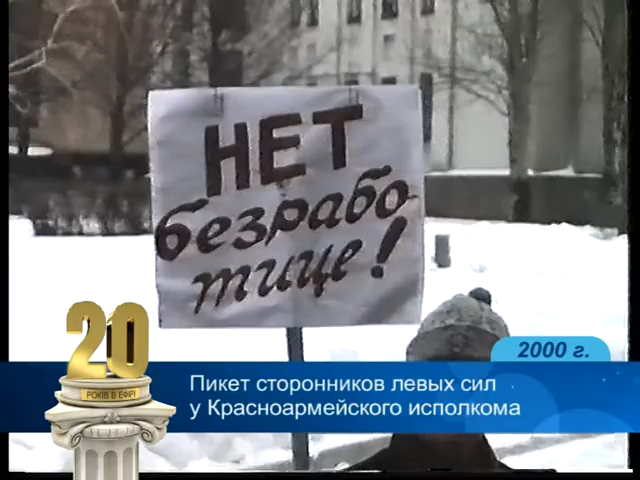 НЕТ
безрабо-
тице!
2000 г.
20
РОКІВ В ЕФІРІ
Пикет сторонников левых сил
у Красноармейского исполкома